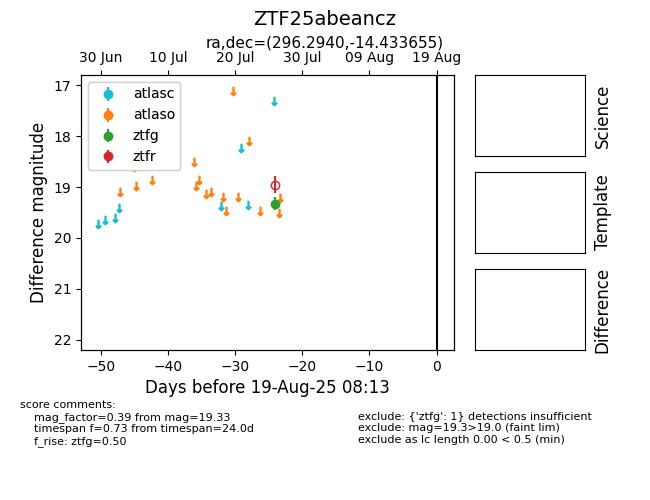 ZTF25abeancz
ra,dec=(296.2940,-14.433655)
30 Jun 10 Jul 20 Jul 30 Jul 09 Aug 19 Aug
atlasc
atlaso
ztfg
ztfr
17
18
19
20
21
22
Difference magnitude
−50 −40 −30 −20 −10 0
Days before 19-Aug-25 08:13
Science
Template
Difference
score comments:
mag_factor=0.39 from mag=19.33
timespan f=0.73 from timespan=24.0d
f_rise: ztfg=0.50
exclude: {'ztfg': 1} detections insufficient
exclude: mag=19.3>19.0 (faint lim)
exclude as lc length 0.00 < 0.5 (min)